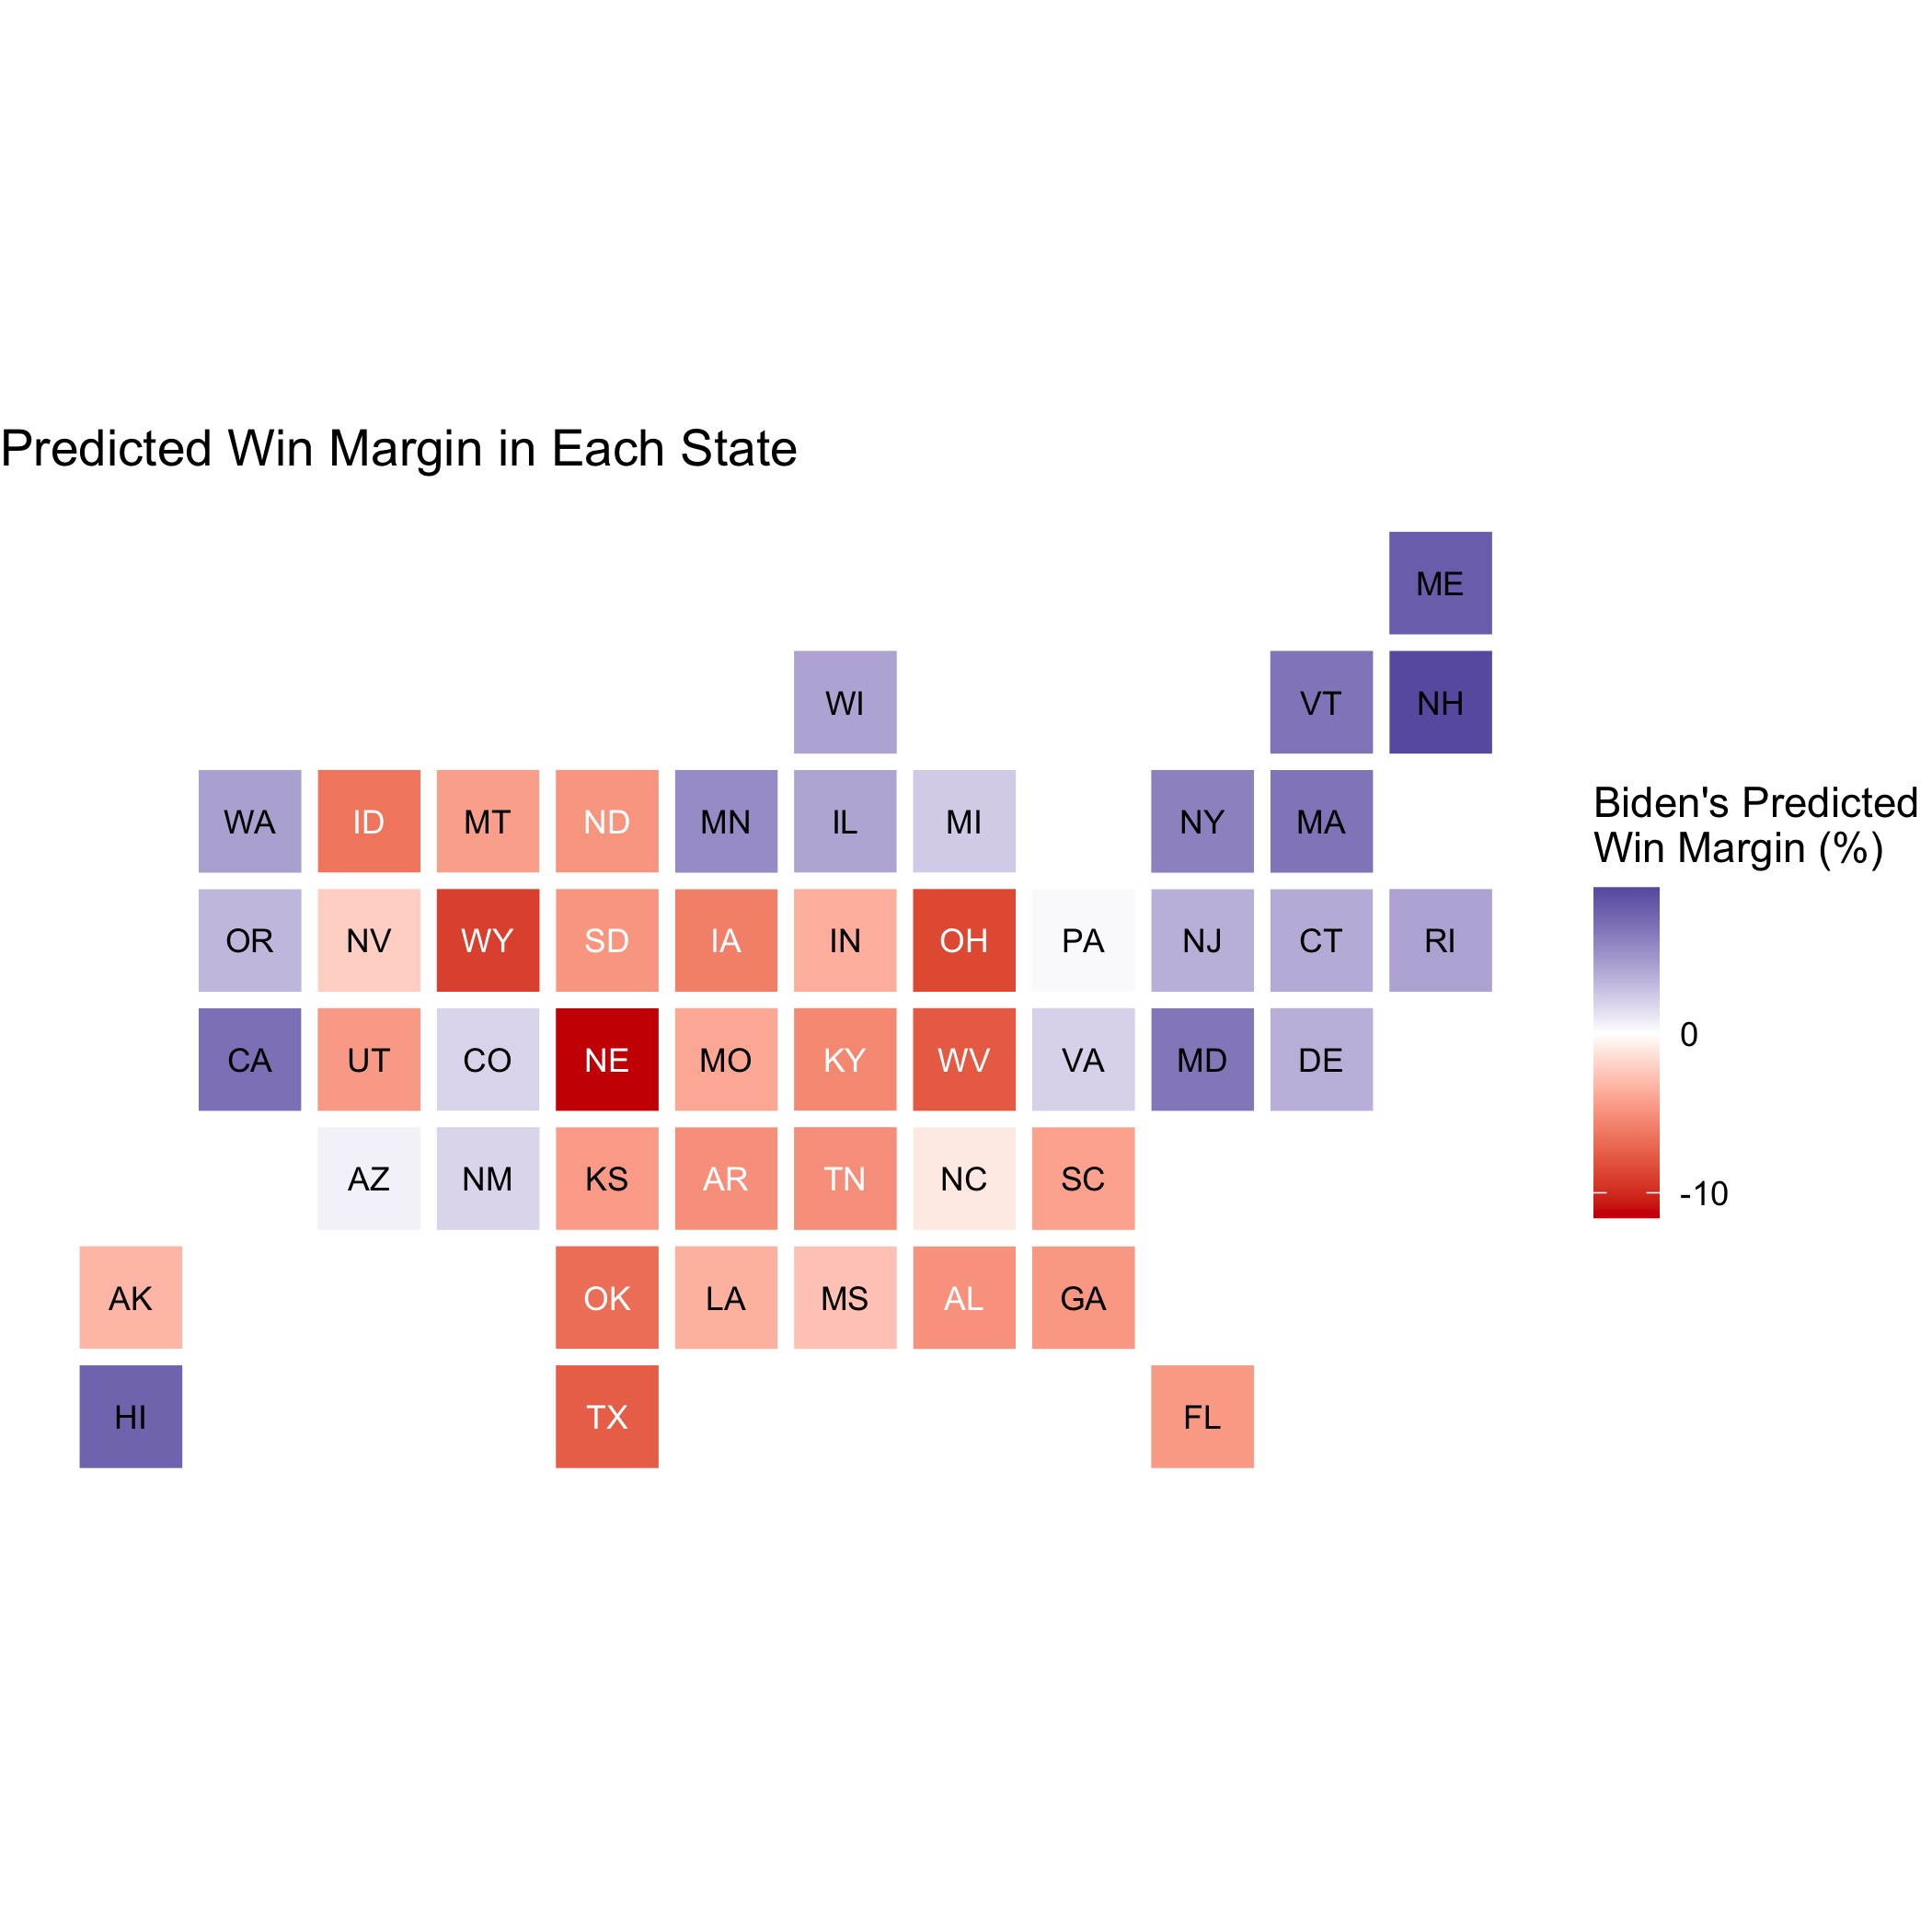 Predicted Win Margin in Each State
ME
WI VT NH
WA ID MT ND MN IL MI NY MA
OR NV WY SD IA IN OH PA NJ CT RI
CA UT CO NE MO KY WV VA MD DE
AZ NM KS AR TN NC SC
AK OK LA MS AL GA
HI TX FL
Biden's Predicted
Win Margin (%)
0
-10